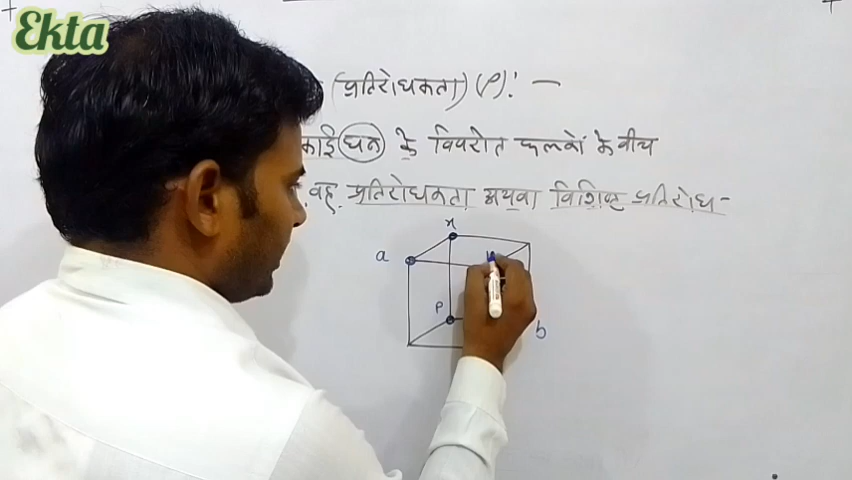 Ekta
(प्रतिरोधकता) (ρ): —
काई घन के विपरीत फलकों के बीच
वह प्रतिरोधकता अथवा विशिष्ट प्रतिरोध-
x
a
P
b